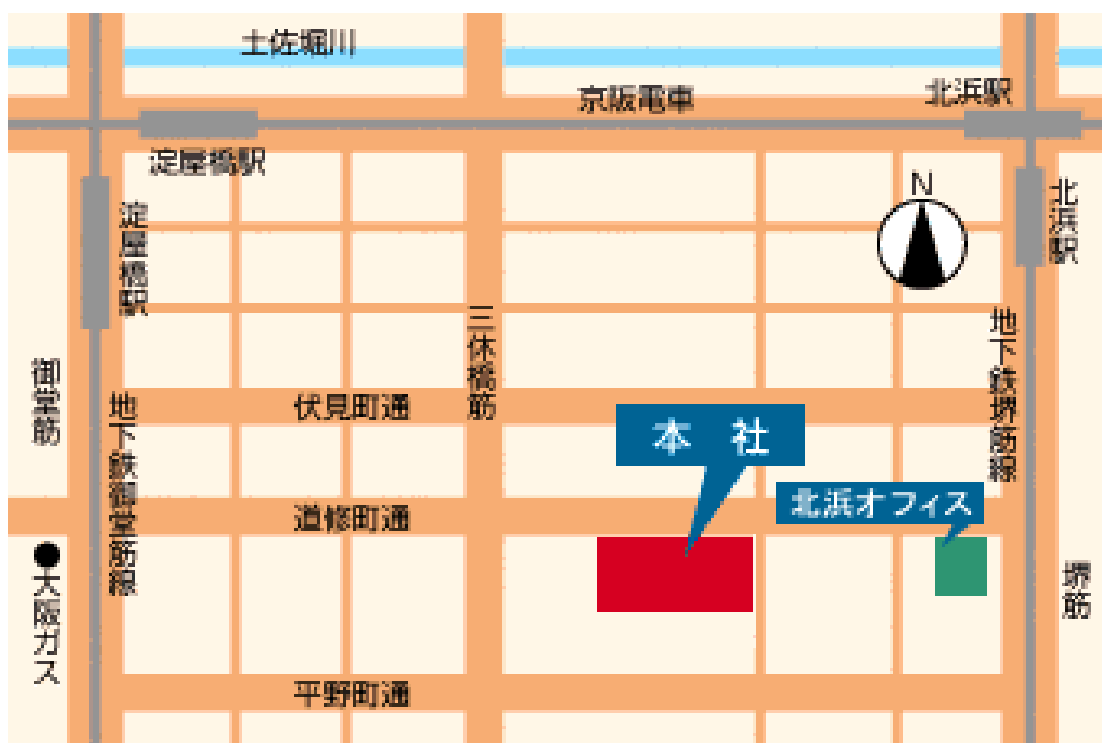 土佐堀川
京阪電車
北浜駅
淀屋橋駅
N
淀屋橋駅
北浜駅
三休橋筋
地下鉄堺筋線
御堂筋
地下鉄御堂筋線
伏見町通
本 社
北浜オフィス
道修町通
大阪ガス
堺筋
平野町通